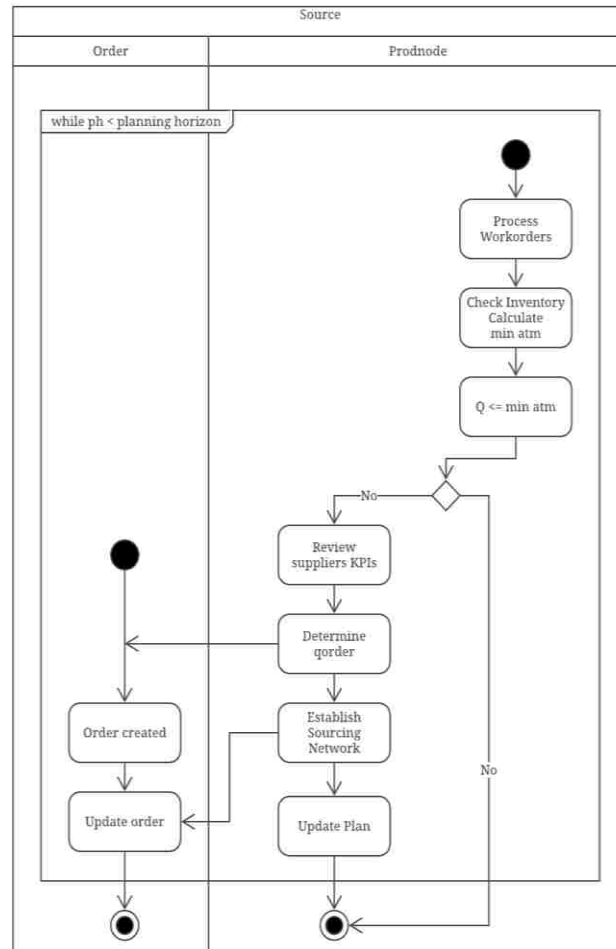 Source
Order
Prodnode
while ph < planning horizon
Process
Workorders
Check Inventory
Calculate
min atm
Q <= min atm
No
Review
suppliers KPIs
Determine
qorder
Order created
Establish
Sourcing
Network
No
Update order
Update Plan